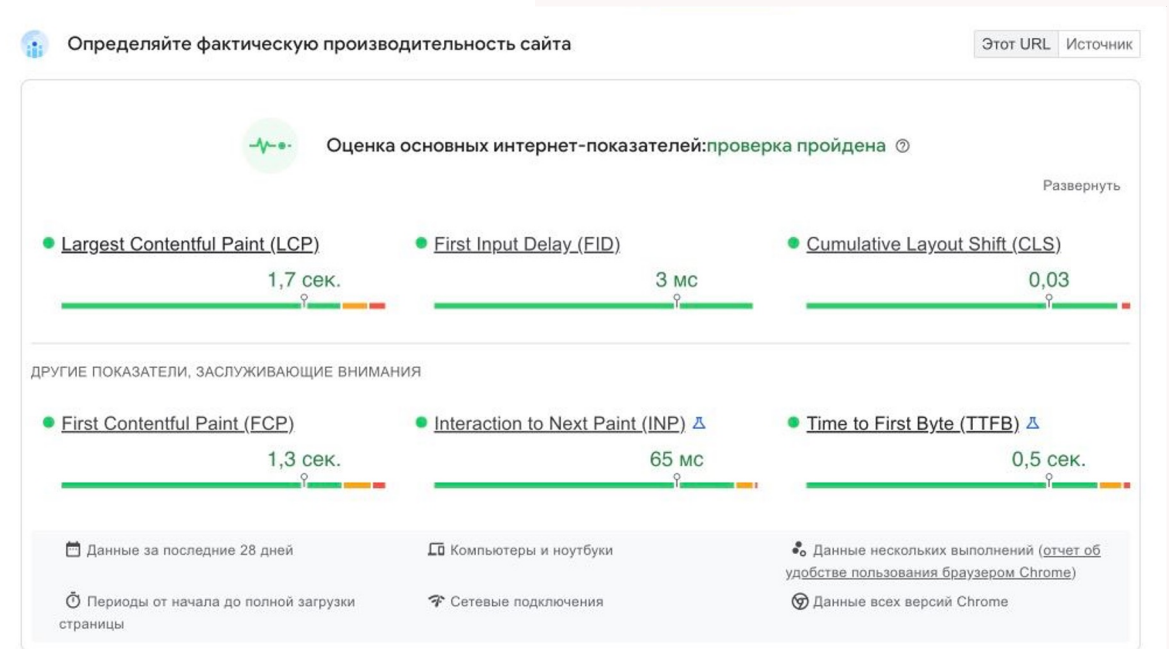 Определяйте фактическую производительность сайта
Этот URL Источник
Оценка основных интернет-показателей:проверка пройдена
Развернуть
Largest Contentful Paint (LCP) First Input Delay (FID) Cumulative Layout Shift (CLS)
1,7 сек. 3 мс 0,03
ДРУГИЕ ПОКАЗАТЕЛИ, ЗАСЛУЖИВАЮЩИЕ ВНИМАНИЯ
First Contentful Paint (FCP) Interaction to Next Paint (INP) Time to First Byte (TTFB)
1,3 сек. 65 мс 0,5 сек.
Данные за последние 28 дней
Компьютеры и ноутбуки
Данные нескольких выполнений (отчет об
удобстве пользования браузером Chrome)
Периоды от начала до полной загрузки
страницы
Сетевые подключения
Данные всех версий Chrome